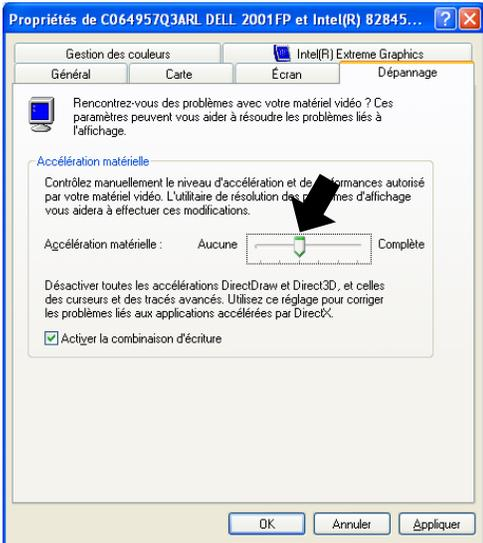 Propriétés de C064957Q3ARL DELL 2001FP et Intel(R) 82845...
Gestion des couleurs
Intel(R) Extreme Graphics
Général
Carte
Écran
Dépannage
Rencontrez-vous des problèmes avec votre matériel vidéo ? Ces
paramètres peuvent vous aider à résoudre les problèmes liés à
l'affichage.
Accélération matérielle
Contrôlez manuellement le niveau d'accélération et de autorisé
par votre matériel vidéo. L'utilitaire de résolution d'affichage
vous aidera à effectuer ces modifications.
Accélération matérielle :
Aucune
Complète
Désactiver toutes les accélérations DirectDraw et Direct3D, et celles
des curseurs et des tracés avancés. Utilisez ce réglage pour corriger
les problèmes liés aux applications accélérées par DirectX.
Activer la combinaison d'écriture
OK
Annuler
Appliquer